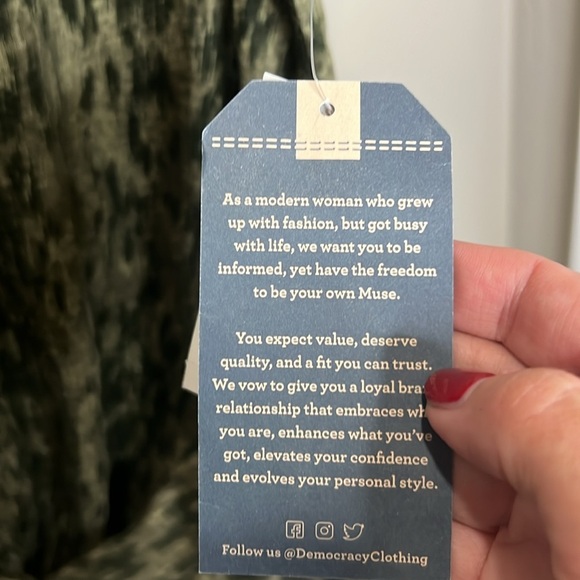 As a modern woman who grew
up with fashion, but got busy
with life, we want you to be
informed, yet have the freedom
to be your own Muse.
You expect value, deserve
quality, and a fit you can trust.
We vow to give you a loyal
relationship that embraces
you are, enhances what you've
got, elevates your confidence
and evolves your personal style.
Follow us @DemocracyClothing